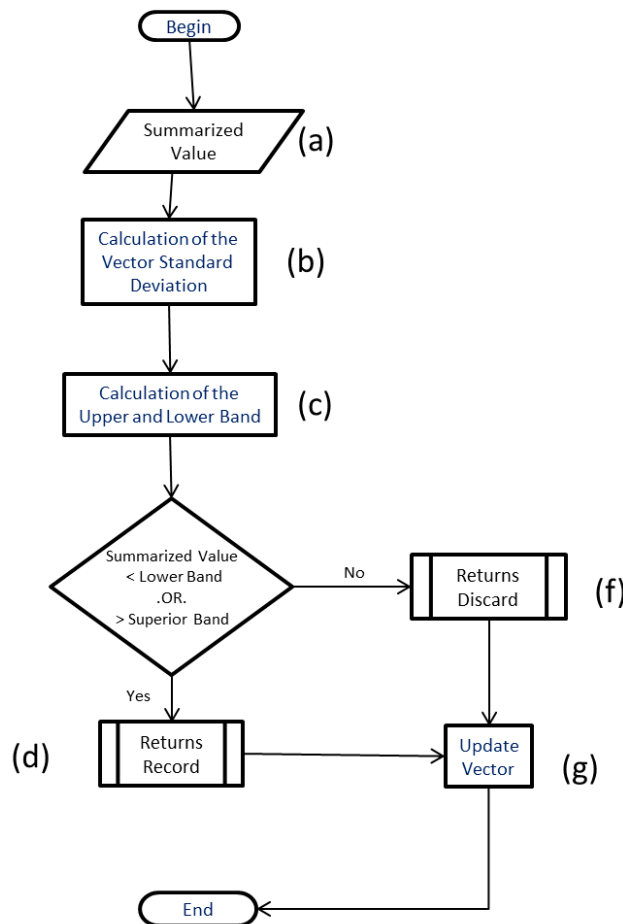 Begin
Summarized
Value
(a)
Calculation of the
Vector Standard
Deviation
(b)
Calculation of the
Upper and Lower Band
(c)
Summarized Value
< Lower Band
.OR.
> Superior Band
No
Returns
Discard
(f)
Yes
(d)
Returns
Record
Update
Vector
(g)
End